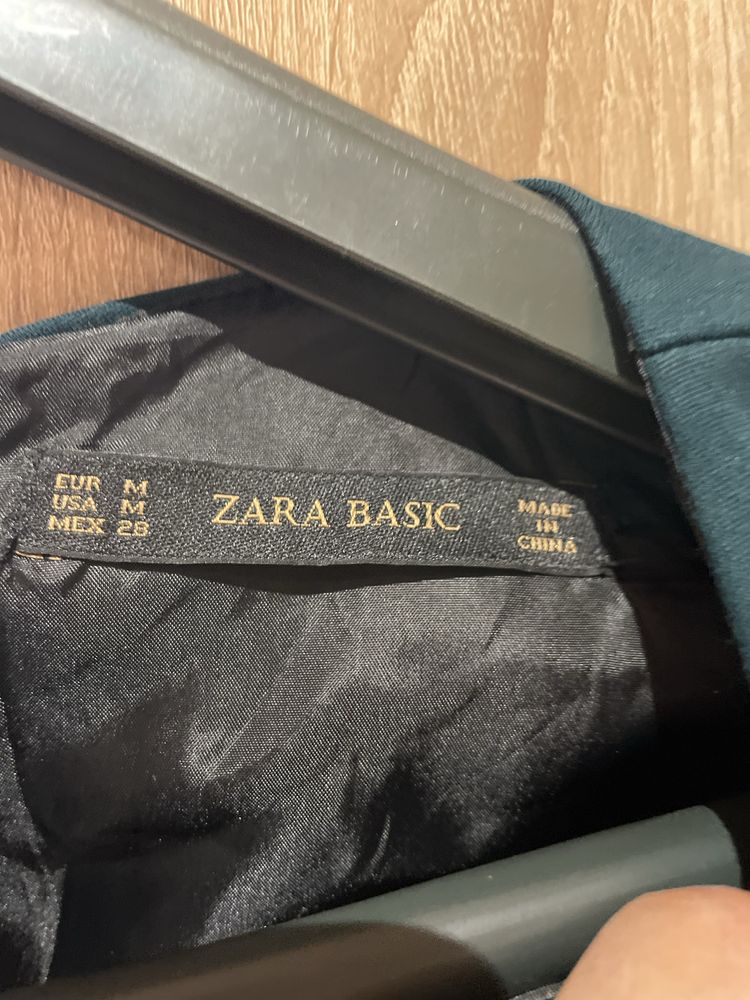 EUR M
USA M
MEX 28
ZARA BASIC
MADE
IN
CHINA